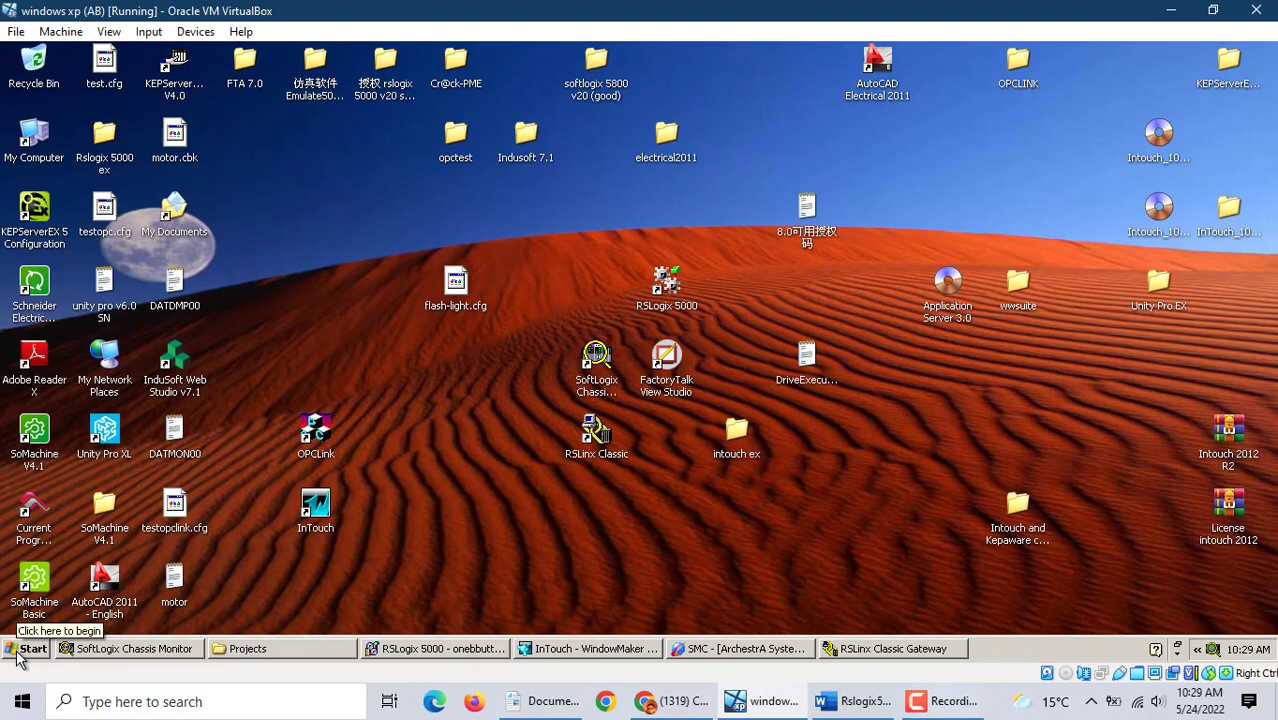 windows xp (AB) [Running] - Oracle VM VirtualBox
File Machine View Input Devices Help
Recycle Bin
test.cfg
KEPServer...
V4.0
FTA 7.0
仿真软件
Emulate50...
授权 rslogix
5000 v20 s...
Cr@ck-PME
softlogix 5800
v20 (good)
AutoCAD
Electrical 2011
OPCLINK
KEPServerE...
My Computer
Rslogix 5000
ex
motor.cbk
opctest
Indusoft 7.1
electrical2011
Intouch_10...
KEPServerEX 5
Configuration
testopc.cfg
My Documents
8.0可用授权
码
Intouch_10...
InTouch_10...
Schneider
Electric...
unity pro v6.0
SN
DATDMP00
flash-light.cfg
RSLogix 5000
Application
Server 3.0
wwsuite
Unity Pro EX
Adobe Reader
X
My Network
Places
InduSoft Web
Studio v7.1
SoftLogix
Chassi...
FactoryTalk
View Studio
DriveExecu...
SoMachine
V4.1
Unity Pro XL
DATMON00
OPCLink
RSLinx Classic
intouch ex
Intouch 2012
R2
Current
Progr...
SoMachine
V4.1
testopclink.cfg
InTouch
Intouch and
Kepaware c...
License
intouch 2012
SoMachine
Basic
AutoCAD 2011
- English
motor
Click here to begin
Start SoftLogix Chassis Monitor Projects RSLogix 5000 - onebbutt... InTouch - WindowMaker ... SMC - [ArchestrA Syste... RSLinx Classic Gateway « 10:29 AM
Right Ctrl
Type here to search Docume... (1319) C... window... Rslogix5... Recordi... 15°C 10:29 AM
5/24/2022